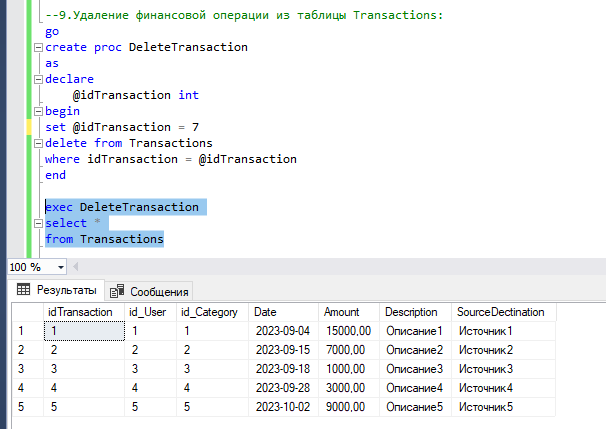 --9.Удаление финансовой операции из таблицы Transactions:
go
create proc DeleteTransaction
as
declare
@idTransaction int
begin
set @idTransaction = 7
delete from Transactions
where idTransaction = @idTransaction
end
exec DeleteTransaction
select *
from Transactions
100 %
Результаты Сообщения
idTransaction id_User id_Category Date Amount Description SourceDectination
1 1 1 1 2023-09-04 15000,00 Описание1 Источник1
2 2 2 2 2023-09-15 7000,00 Описание2 Источник2
3 3 3 3 2023-09-18 1000,00 Описание3 Источник3
4 4 4 4 2023-09-28 3000,00 Описание4 Источник4
5 5 5 5 2023-10-02 9000,00 Описание5 Источник5